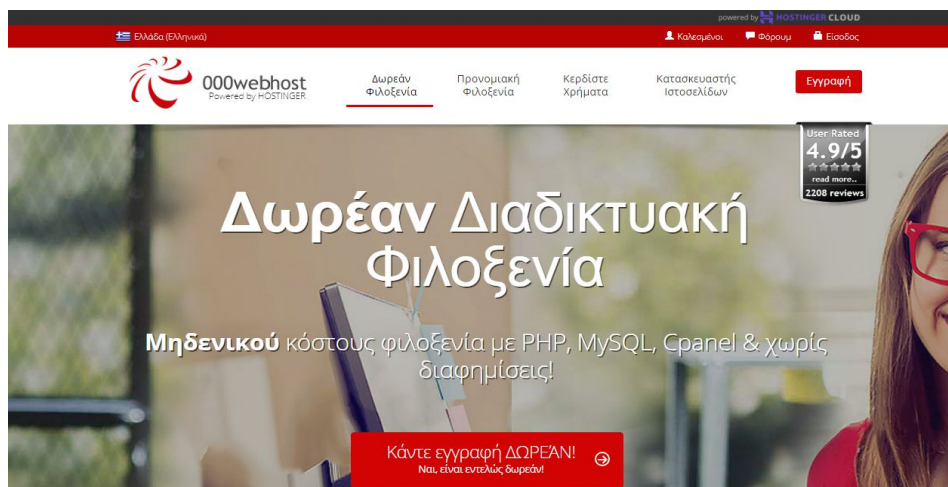 powered by HOSTINGER CLOUD
Ελλάδα (Ελληνικά) Καλεσμένοι Φόρουμ Είσοδος
000webhost
Powered by HOSTINGER
Δωρεάν
Φιλοξενία
Προνομιακή
Φιλοξενία
Κερδίστε
Χρήματα
Κατασκευαστής
Ιστοσελίδων
Εγγραφή
User Rated
4.9/5
read more..
2208 reviews
Δωρέαν Διαδικτυακή
Φιλοξενία
Μηδενικού κόστους φιλοξενία με PHP, MySQL, Cpanel & χωρίς
διαφημίσεις!
Κάντε εγγραφή ΔΩΡΕΆΝ!
Ναι, είναι εντελώς δωρεάν!